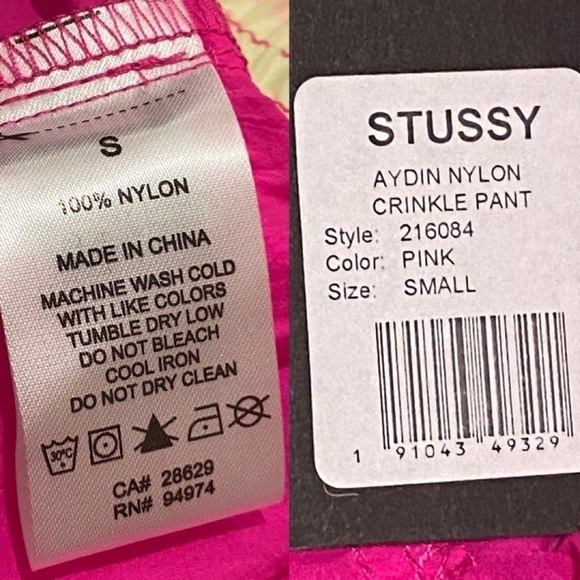 S
100% NYLON
MADE IN CHINA
MACHINE WASH COLD
WITH LIKE COLORS
TUMBLE DRY LOW
DO NOT BLEACH
COOL IRON
DO NOT DRY CLEAN
30°C
CA# 28629
RN# 94974
STUSSY
AYDIN NYLON
CRINKLE PANT
Style: 216084
Color: PINK
Size: SMALL
1 91043 49329